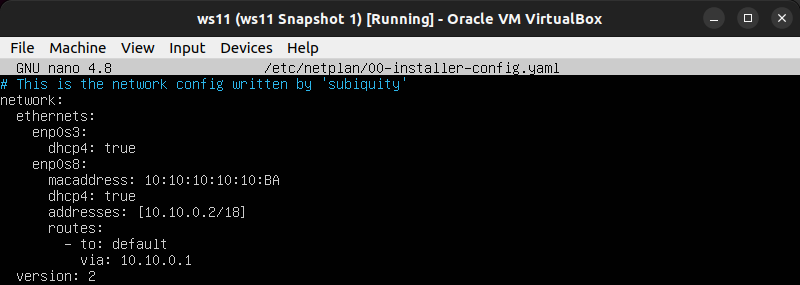 ws11 (ws11 Snapshot 1) [Running] - Oracle VM VirtualBox
File Machine View Input Devices Help
GNU nano 4.8 /etc/netplan/00-installer-config.yaml
# This is the network config written by 'subiquity'
network:
  ethernets:
    enp0s3:
      dhcp4: true
    enp0s8:
      macaddress: 10:10:10:10:10:BA
      dhcp4: true
      addresses: [10.10.0.2/18]
      routes:
        - to: default
          via: 10.10.0.1
  version: 2